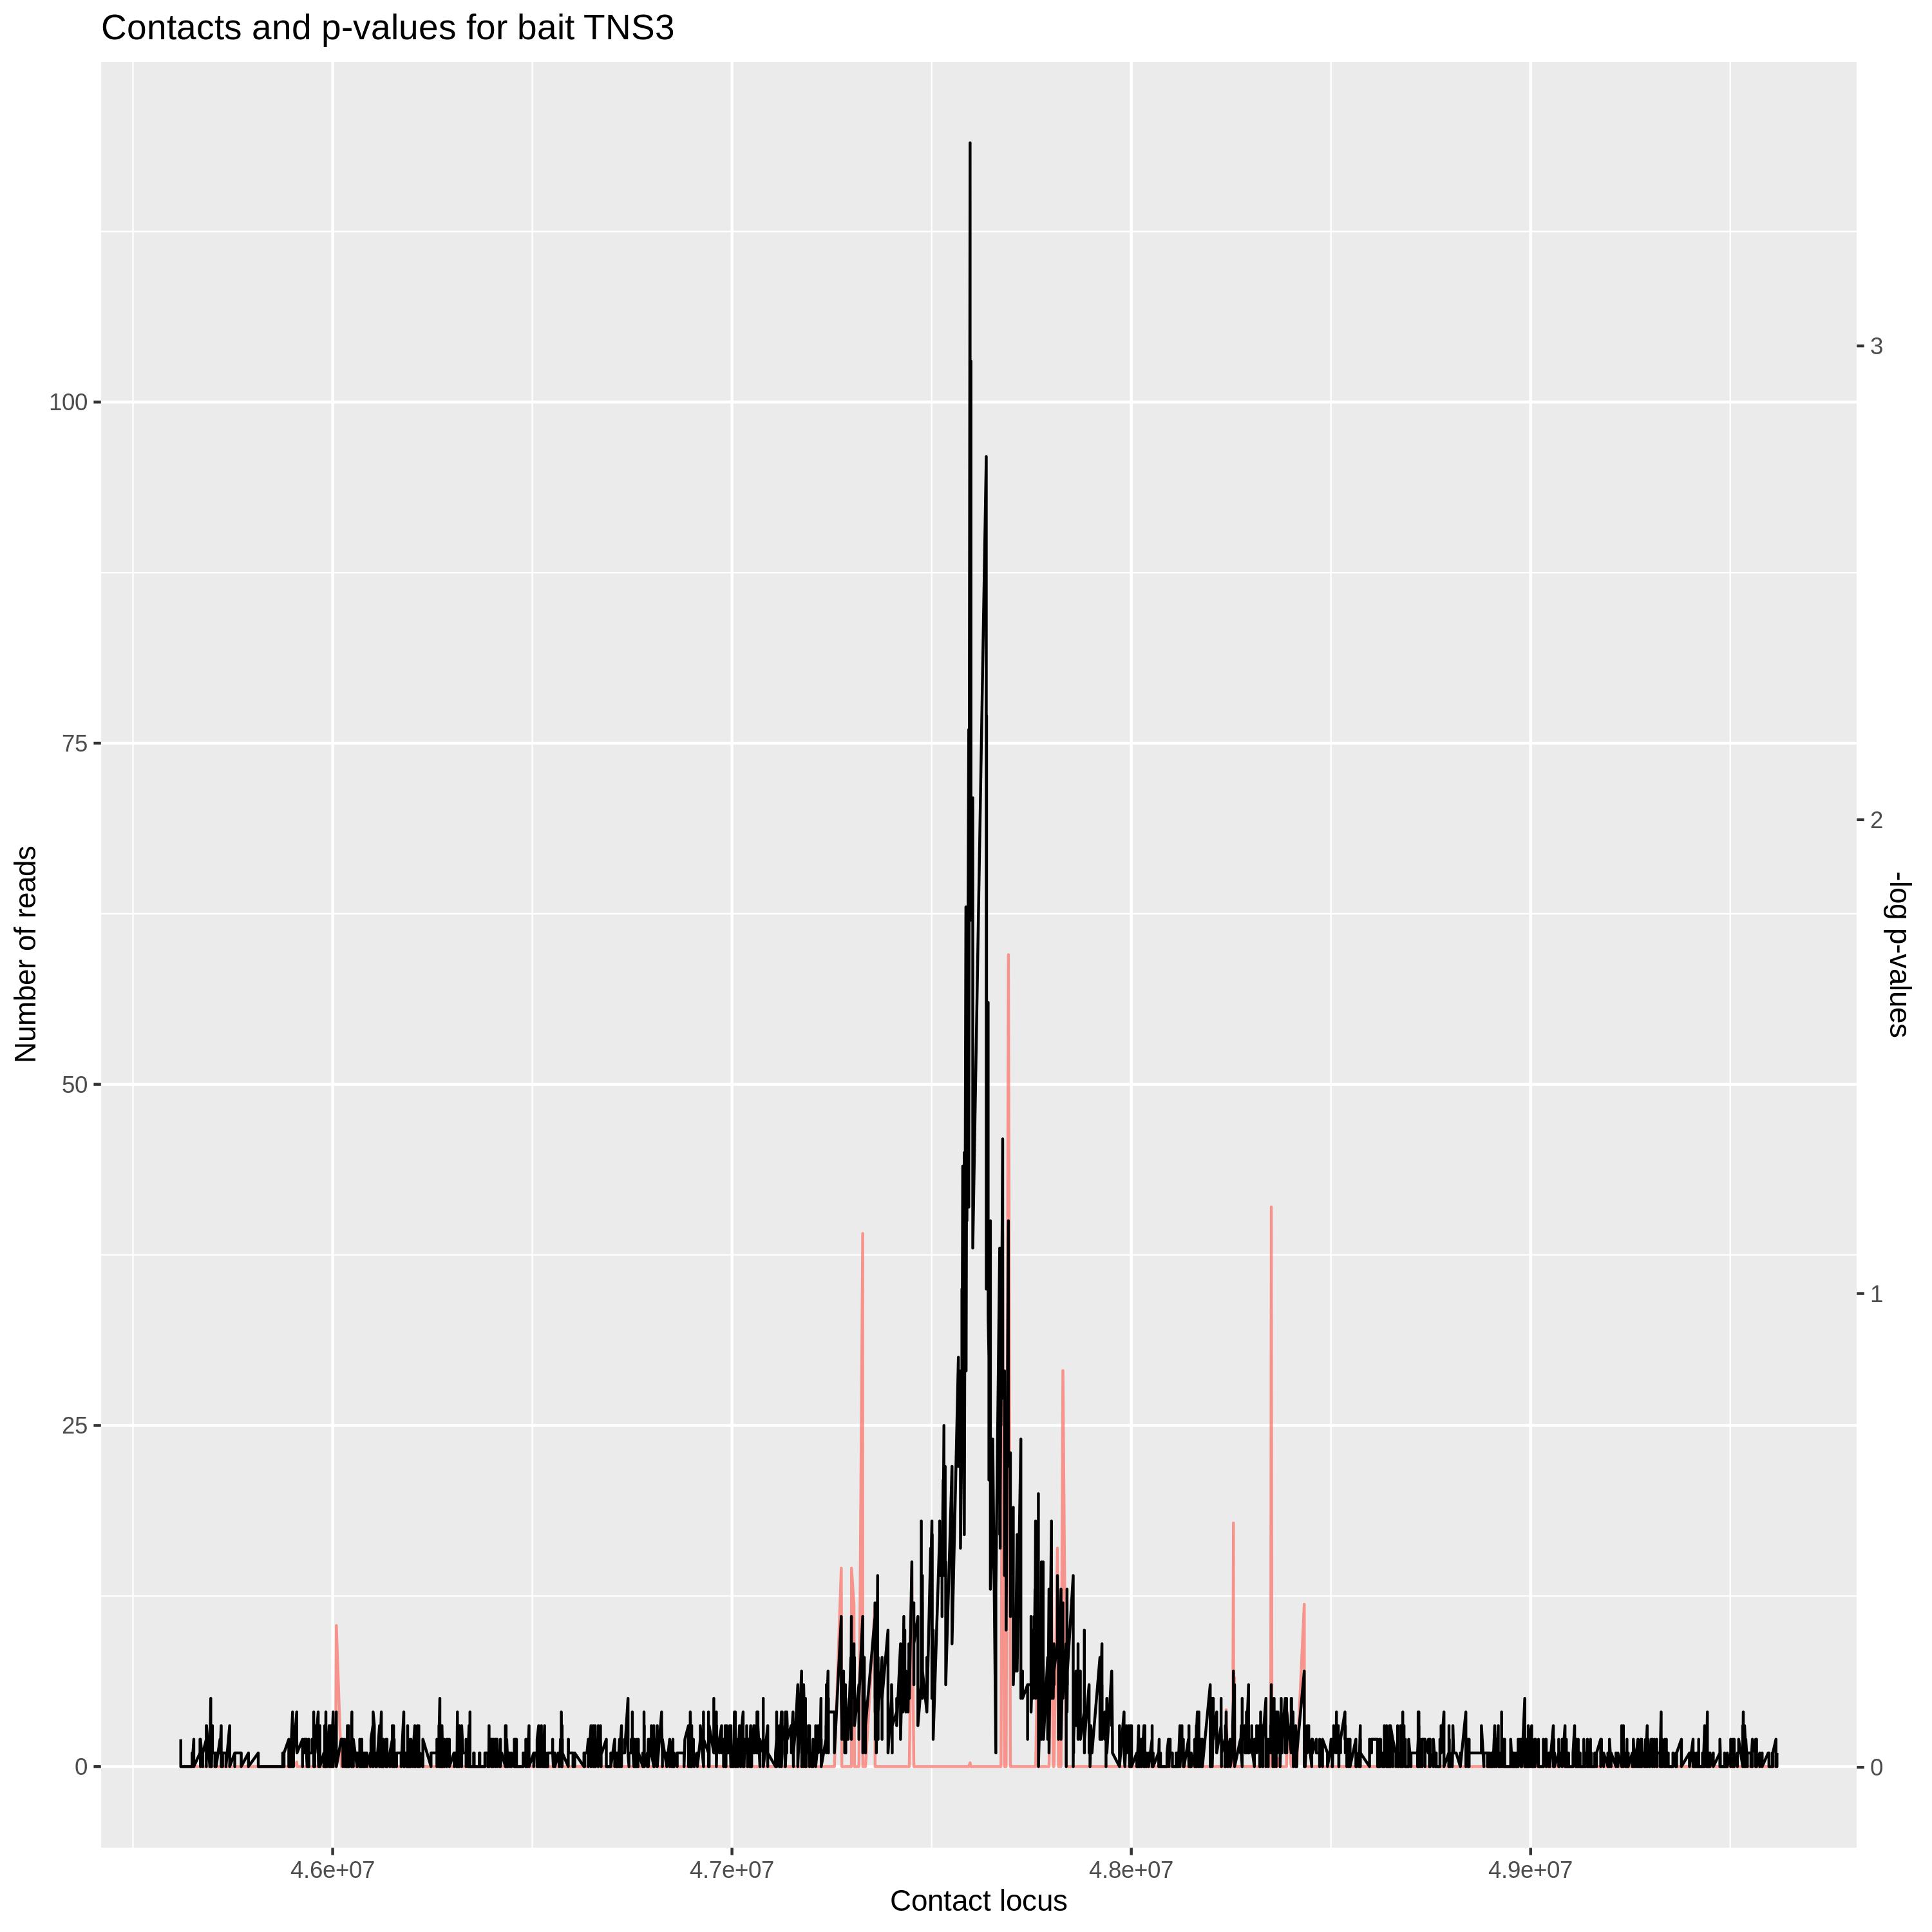 Contacts and p-values for bait TNS3
Number of reads
100
75
50
25
0
3
2
1
0
-log p-values
4.6e+07
4.7e+07
4.8e+07
4.9e+07
Contact locus